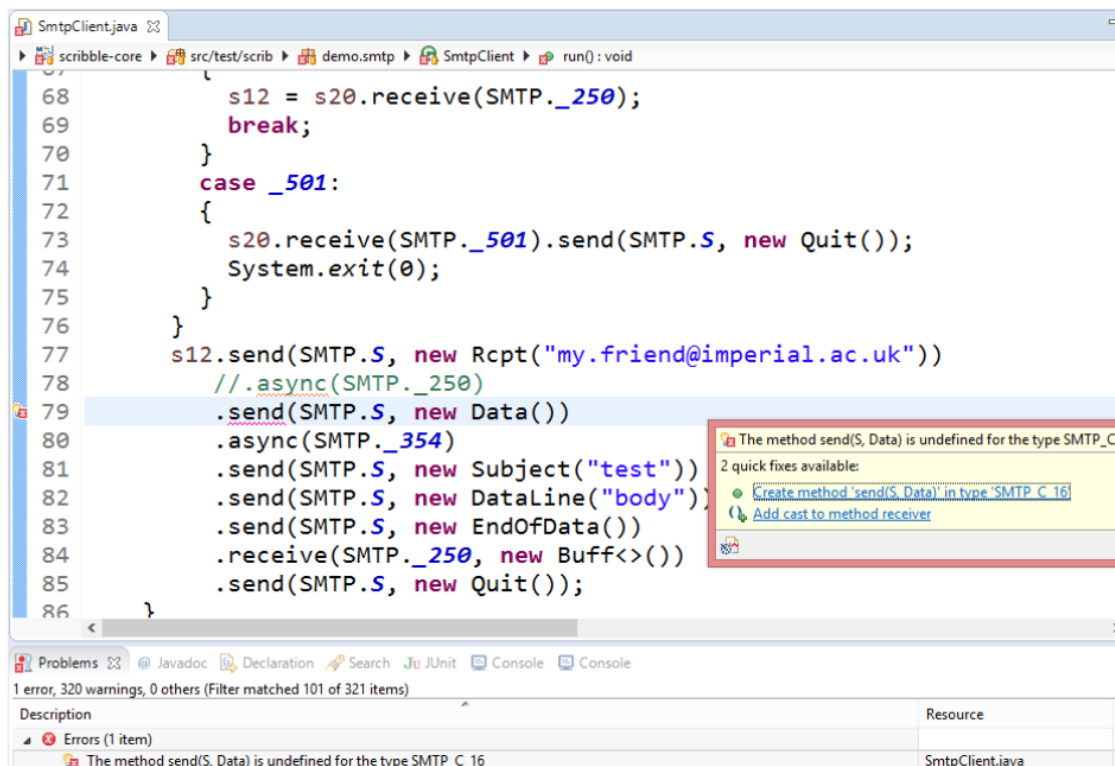 SmtpClient.java
scribble-core src/test/scrib demo.smtp SmtpClient run() : void
67 {
68 s12 = s20.receive(SMTP._250);
69 break;
70 }
71 case _501:
72 {
73 s20.receive(SMTP._501).send(SMTP.S, new Quit());
74 System.exit(0);
75 }
76 }
77 s12.send(SMTP.S, new Rcpt("my.friend@imperial.ac.uk"))
78 //.async(SMTP._250)
79 .send(SMTP.S, new Data())
80 .async(SMTP._354)
81 .send(SMTP.S, new Subject("test"))
82 .send(SMTP.S, new DataLine("body"))
83 .send(SMTP.S, new EndOfData())
84 .receive(SMTP._250, new Buff<>())
85 .send(SMTP.S, new Quit());
86 }
The method send(S, Data) is undefined for the type SMTP_C
2 quick fixes available:
Create method 'send(S, Data)' in type 'SMTP_C_16'
Add cast to method receiver
Problems @ Javadoc Declaration Search Ju JUnit Console Console
1 error, 320 warnings, 0 others (Filter matched 101 of 321 items)
Description Resource
Errors (1 item)
The method send(S, Data) is undefined for the type SMTP_C_16 SmtpClient.java